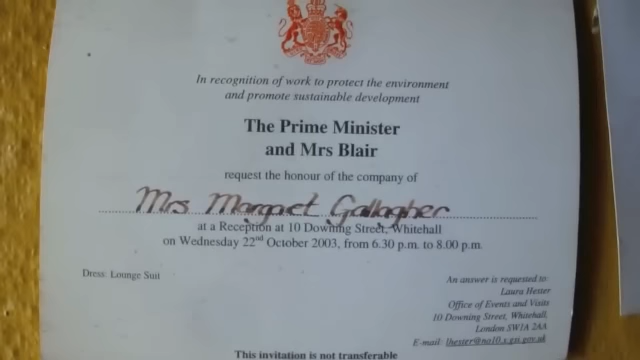 In recognition of work to protect the environment
and promote sustainable development
The Prime Minister
and Mrs Blair
request the honour of the company of
Mrs Margaret Gallagher
at a Reception at 10 Downing Street, Whitehall
on Wednesday 22nd October 2003, from 6.30 p.m. to 8.00 p.m.
Dress: Lounge Suit
An answer is requested to:
Laura Hester
Office of Events and Visits
10 Downing Street, Whitehall,
London SW1A 2AA
E-mail: lhester@no10.x.gsi.gov.uk
This invitation is not transferable